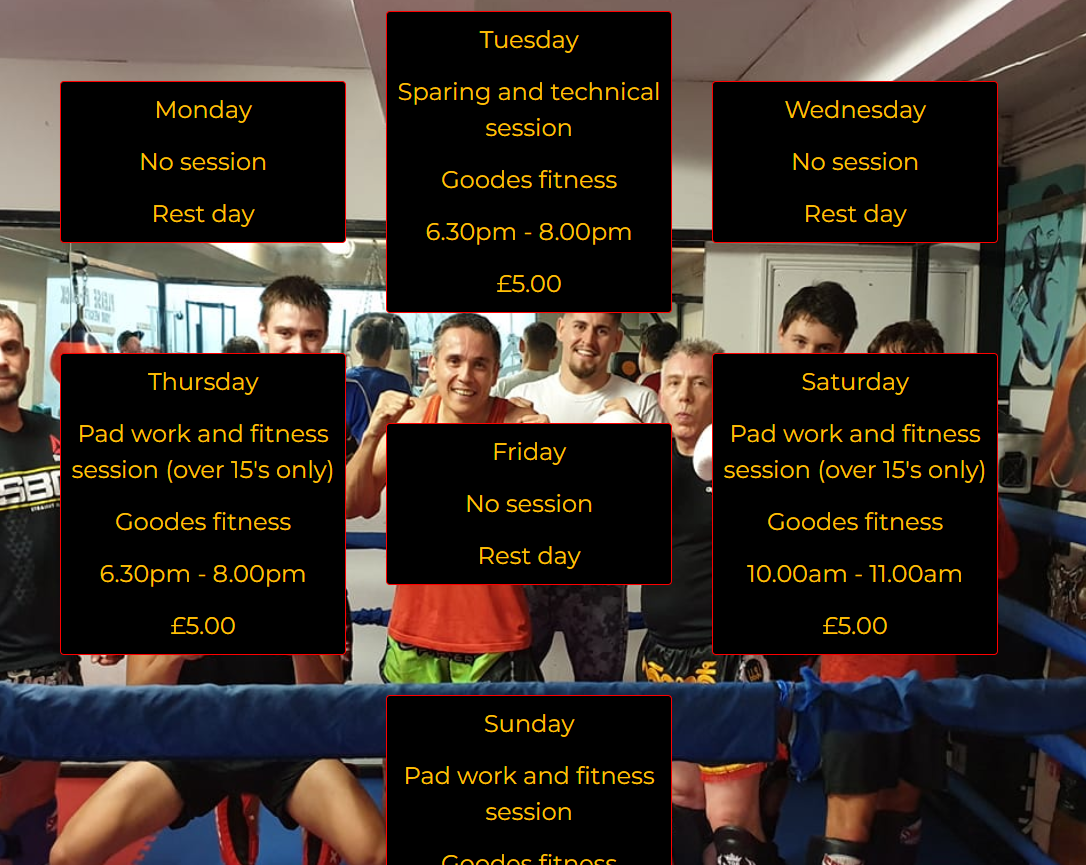 Monday
No session
Rest day
Tuesday
Sparing and technical
session
Goodes fitness
6.30pm - 8.00pm
£5.00
Wednesday
No session
Rest day
Thursday
Pad work and fitness
session (over 15's only)
Goodes fitness
6.30pm - 8.00pm
£5.00
Friday
No session
Rest day
Saturday
Pad work and fitness
session (over 15's only)
Goodes fitness
10.00am - 11.00am
£5.00
Sunday
Pad work and fitness
session
Goodes fitness